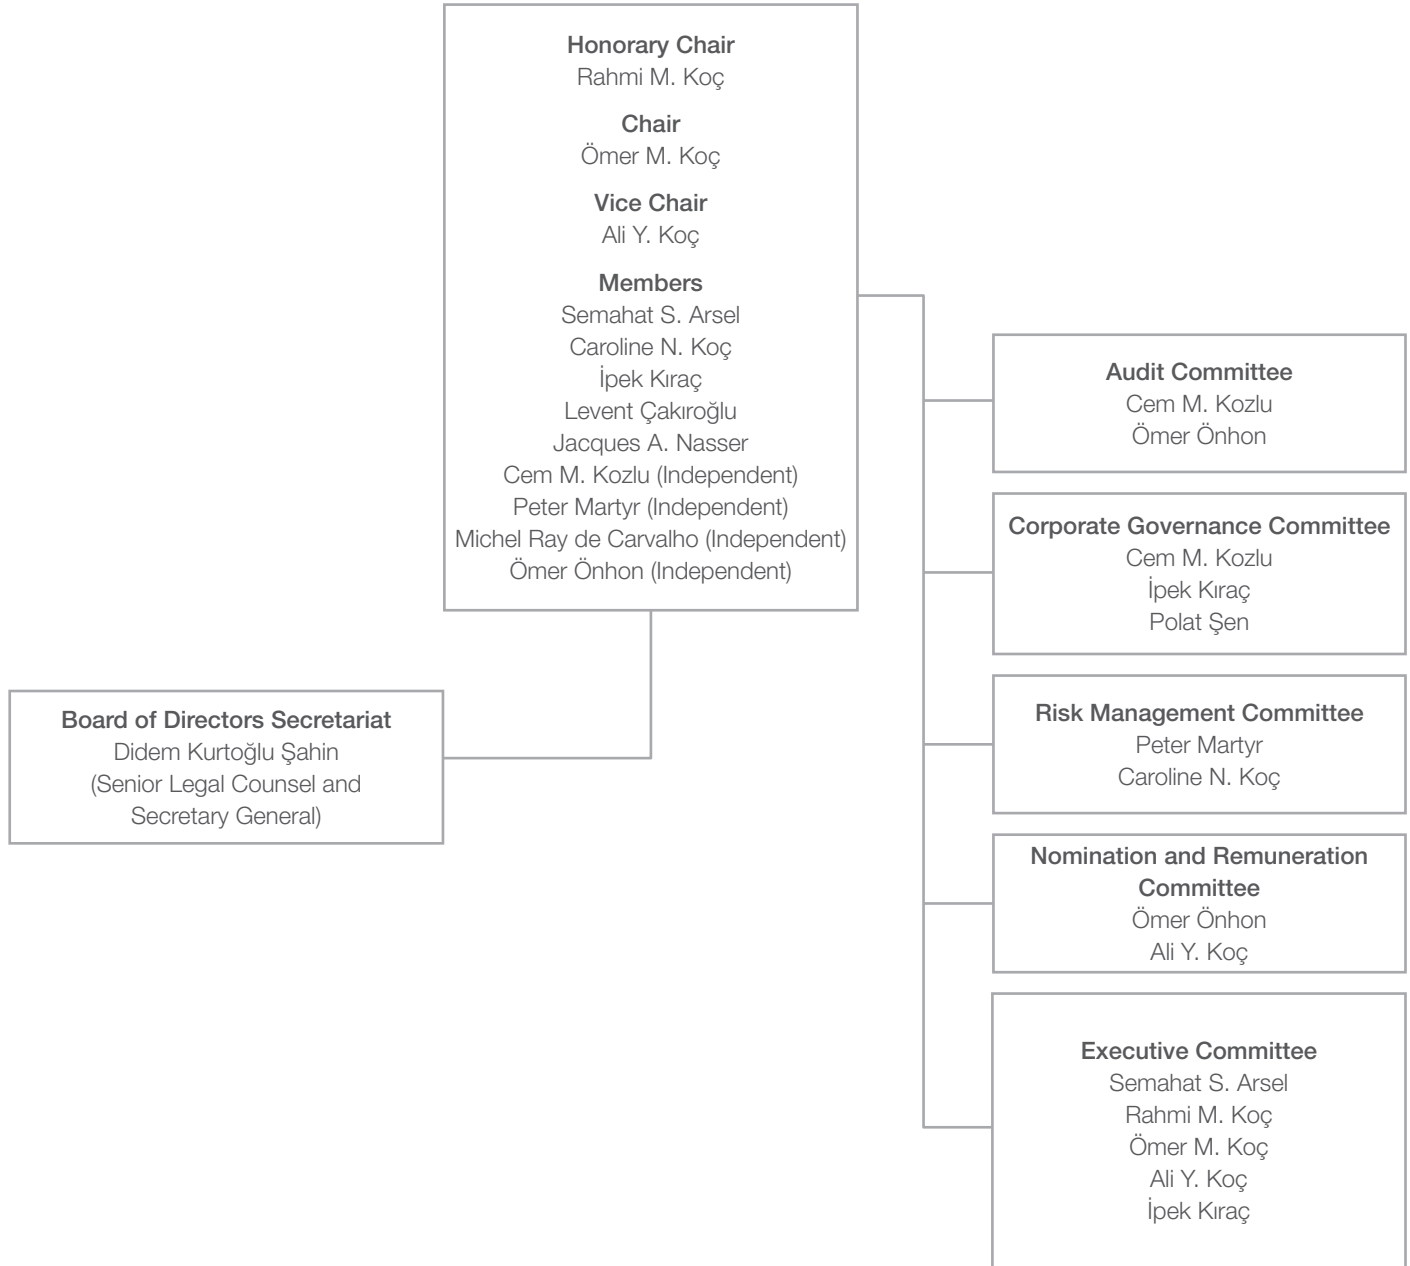 Honorary Chair
Rahmi M. Koç
Chair
Ömer M. Koç
Vice Chair
Ali Y. Koç
Members
Semahat S. Arsel
Caroline N. Koç
İpek Kıraç
Levent Çakıroğlu
Jacques A. Nasser
Cem M. Kozlu (Independent)
Peter Martyr (Independent)
Michel Ray de Carvalho (Independent)
Ömer Önhon (Independent)
Board of Directors Secretariat
Didem Kurtoğlu Şahin
(Senior Legal Counsel and
Secretary General)
Audit Committee
Cem M. Kozlu
Ömer Önhon
Corporate Governance Committee
Cem M. Kozlu
İpek Kıraç
Polat Şen
Risk Management Committee
Peter Martyr
Caroline N. Koç
Nomination and Remuneration
Committee
Ömer Önhon
Ali Y. Koç
Executive Committee
Semahat S. Arsel
Rahmi M. Koç
Ömer M. Koç
Ali Y. Koç
İpek Kıraç